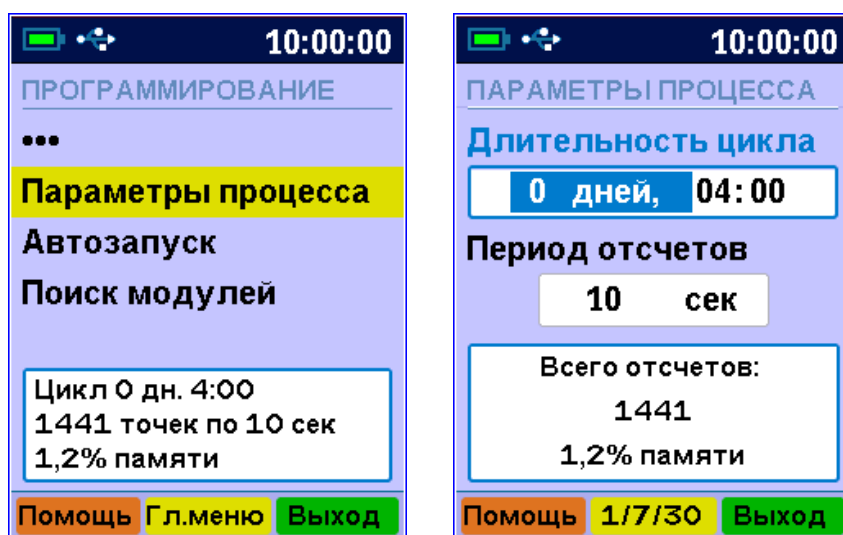 10:00:00
ПРОГРАММИРОВАНИЕ
•••
Параметры процесса
Автозапуск
Поиск модулей
Цикл 0 дн. 4:00
1441 точек по 10 сек
1,2% памяти
Помощь Гл.меню Выход
10:00:00
ПАРАМЕТРЫ ПРОЦЕССА
Длительность цикла
0 дней, 04:00
Период отсчетов
10 сек
Всего отсчетов:
1441
1,2% памяти
Помощь 1/7/30 Выход